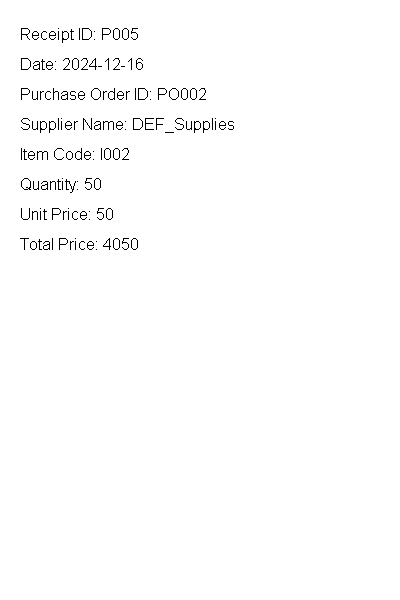 Receipt ID: P005
Date: 2024-12-16
Purchase Order ID: PO002
Supplier Name: DEF_Supplies
Item Code: I002
Quantity: 50
Unit Price: 50
Total Price: 4050